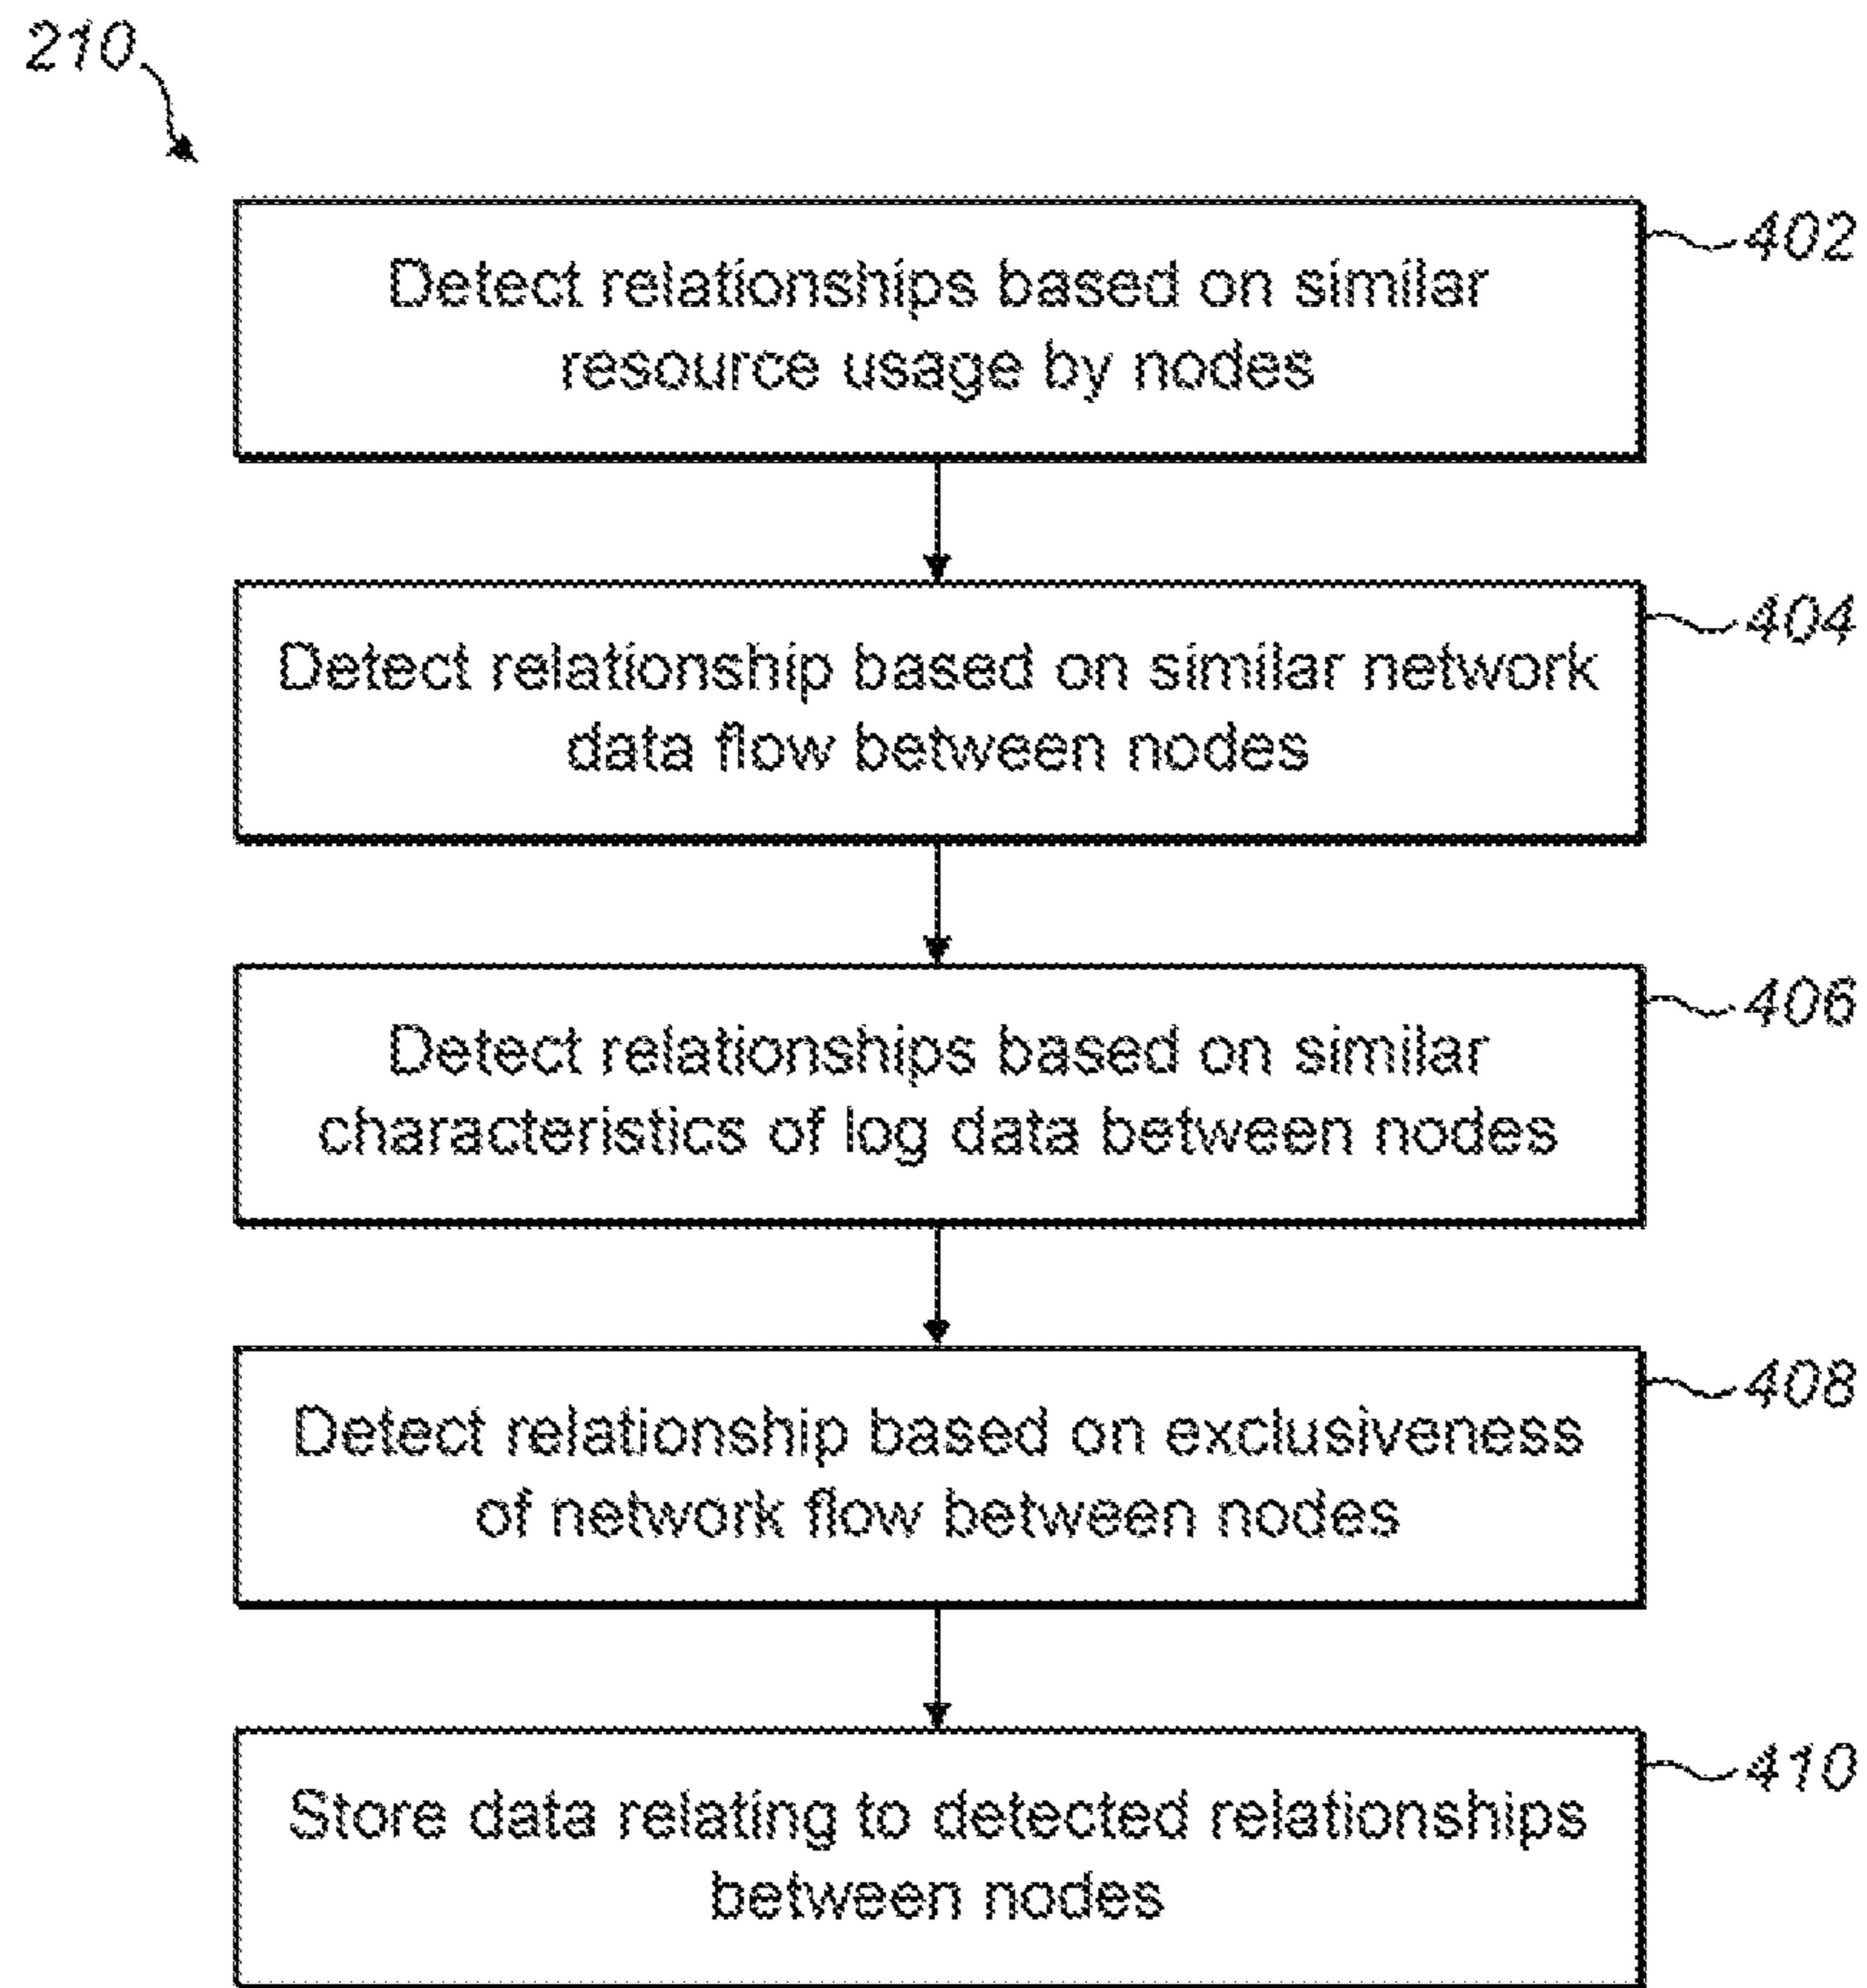 210
Detect relationships based on similar
resource usage by nodes
402
Detect relationship based on similar network
data flow between nodes
404
Detect relationships based on similar
characteristics of log data between nodes
406
Detect relationship based on exclusiveness
of network flow between nodes
408
Store data relating to detected relationships
between nodes
410